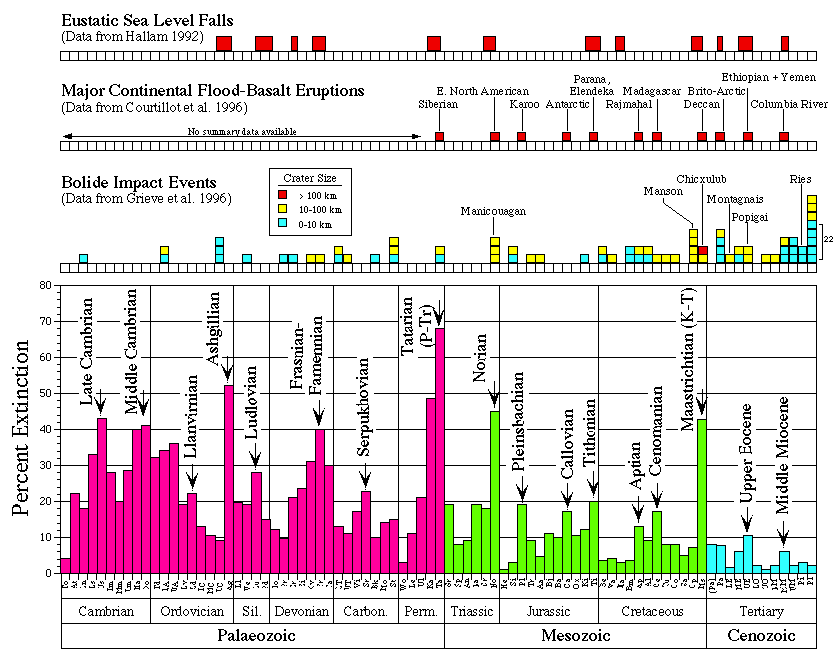 Eustatic Sea Level Falls
(Data from Hallam 1992)
Major Continental Flood-Basalt Eruptions
(Data from Courtillot et al. 1996)
Ethiopian + Yemen
Parana,
Elendeka
E. North American
Madagascar
Brito-Arctic
Siberian
Karoo
Antarctic
Rajmahal
Deccan
Columbia River
No summary data available
Bolide Impact Events
(Data from Grieve et al. 1996)
Crater Size
> 100 km
10-100 km
0-10 km
Manicouagan
Manson
Chicxulub
Montagnais
Popigai
Ries
22
Percent Extinction
80
70
60
50
40
30
20
10
0
Late Cambrian
Middle Cambrian
Llanvirnian
Ashgillian
Ludlovian
Frasnian-
Famennian
Serpukhovian
Tatarian
(P-Tr)
Norian
Pleinsbachian
Callovian
Tithonian
Aptian
Cenomanian
Maastrichtian (K-T)
Upper Eocene
Middle Miocene
Cambrian
Ordovician
Sil.
Devonian
Carbon.
Perm.
Triassic
Jurassic
Cretaceous
Tertiary
Palaeozoic
Mesozoic
Cenozoic